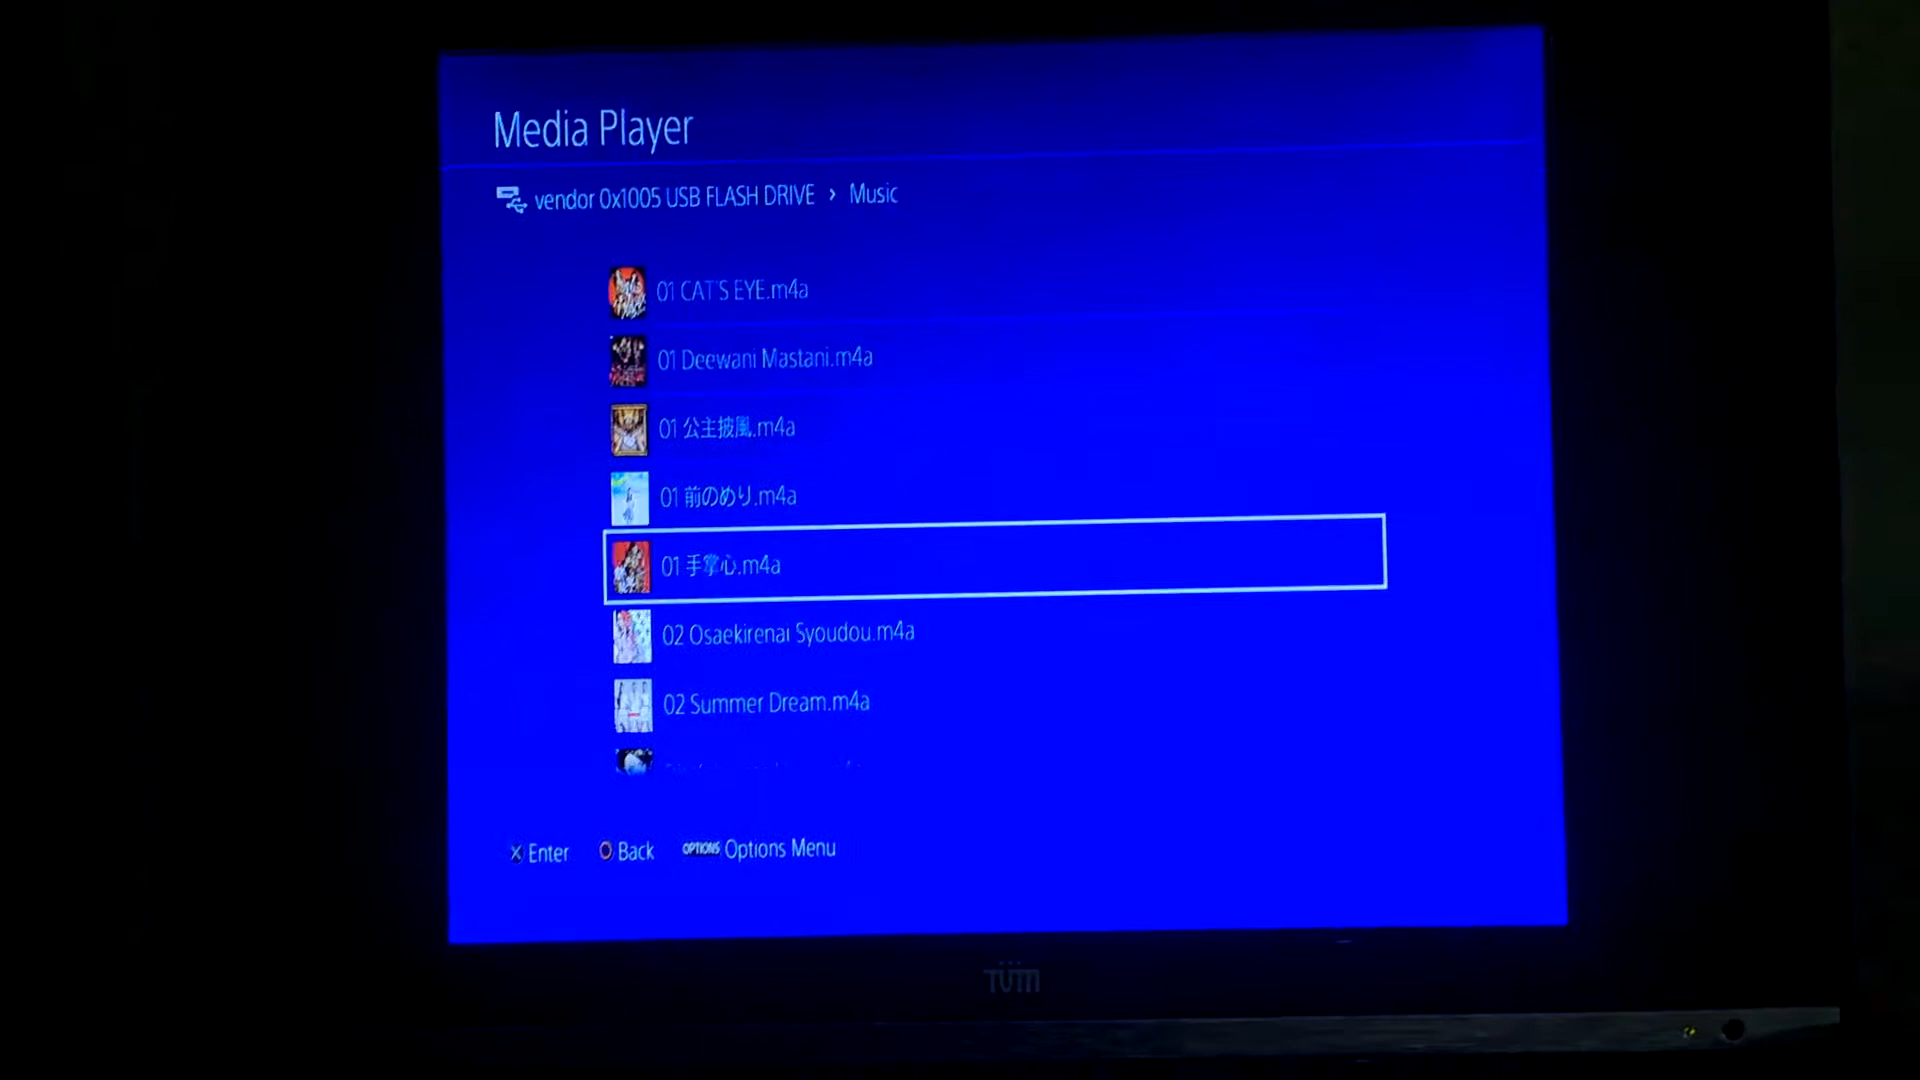 Media Player
vendor 0x1005 USB FLASH DRIVE › Music
01 CAT'S EYE.m4a
01 Deewani Mastani.m4a
01 公主披風.m4a
01 前のめり.m4a
01 手掌心.m4a
02 Osaekirenai Syoudou.m4a
02 Summer Dream.m4a
X Enter O Back OPTIONS Options Menu